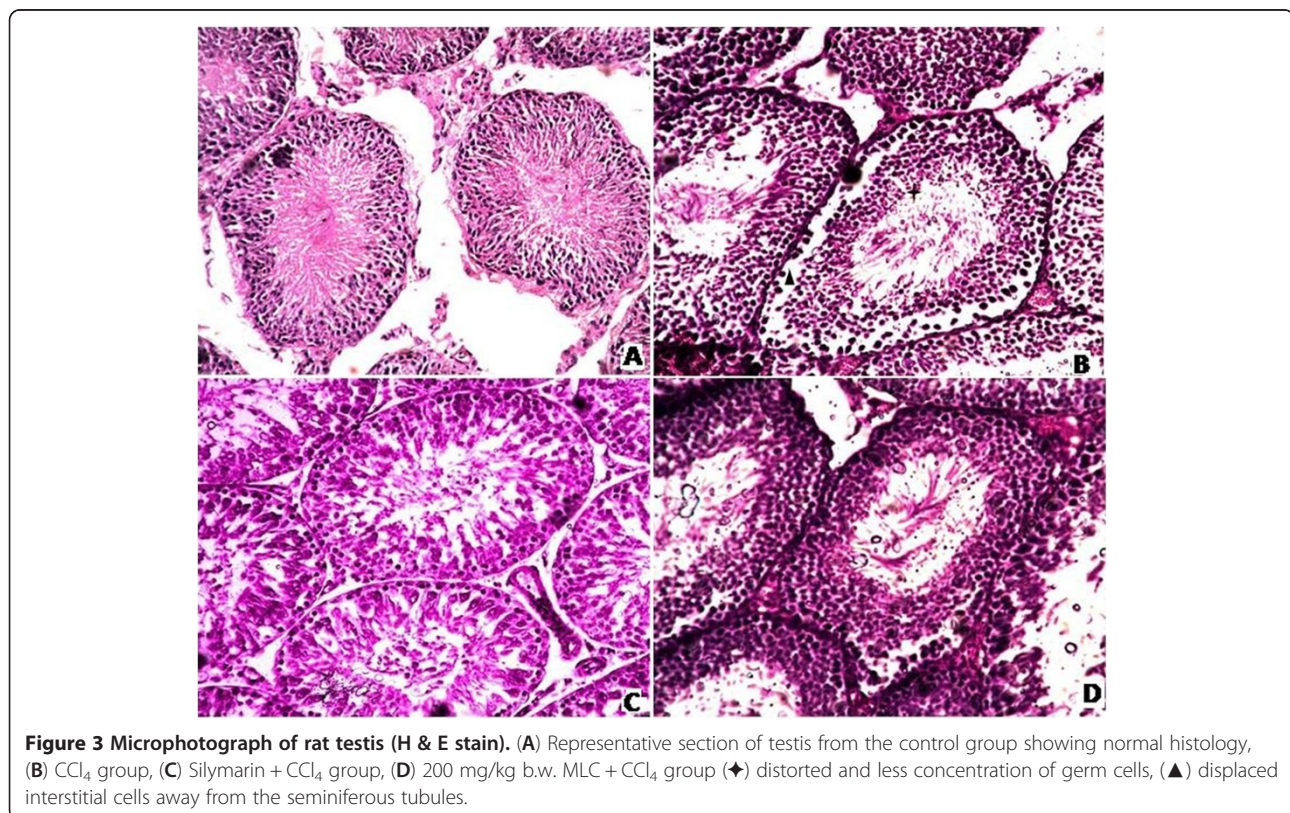 A
B
C
D
Figure 3 Microphotograph of rat testis (H & E stain). (A) Representative section of testis from the control group showing normal histology,
(B) CCl₄ group, (C) Silymarin + CCl₄ group, (D) 200 mg/kg b.w. MLC + CCl₄ group (✦) distorted and less concentration of germ cells, (▲) displaced
interstitial cells away from the seminiferous tubules.